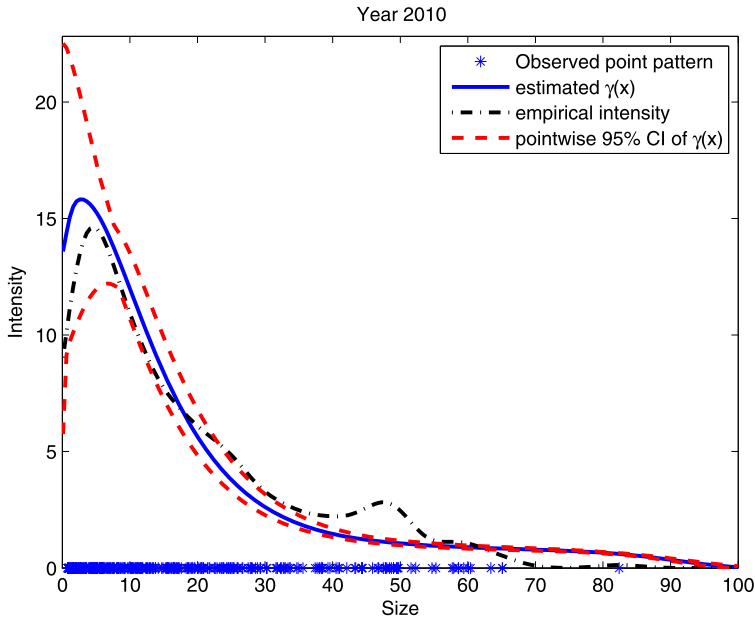 Year 2010
Observed point pattern
estimated γ(x)
empirical intensity
pointwise 95% CI of γ(x)
Intensity
20
15
10
5
0
0 10 20 30 40 50 60 70 80 90 100
Size